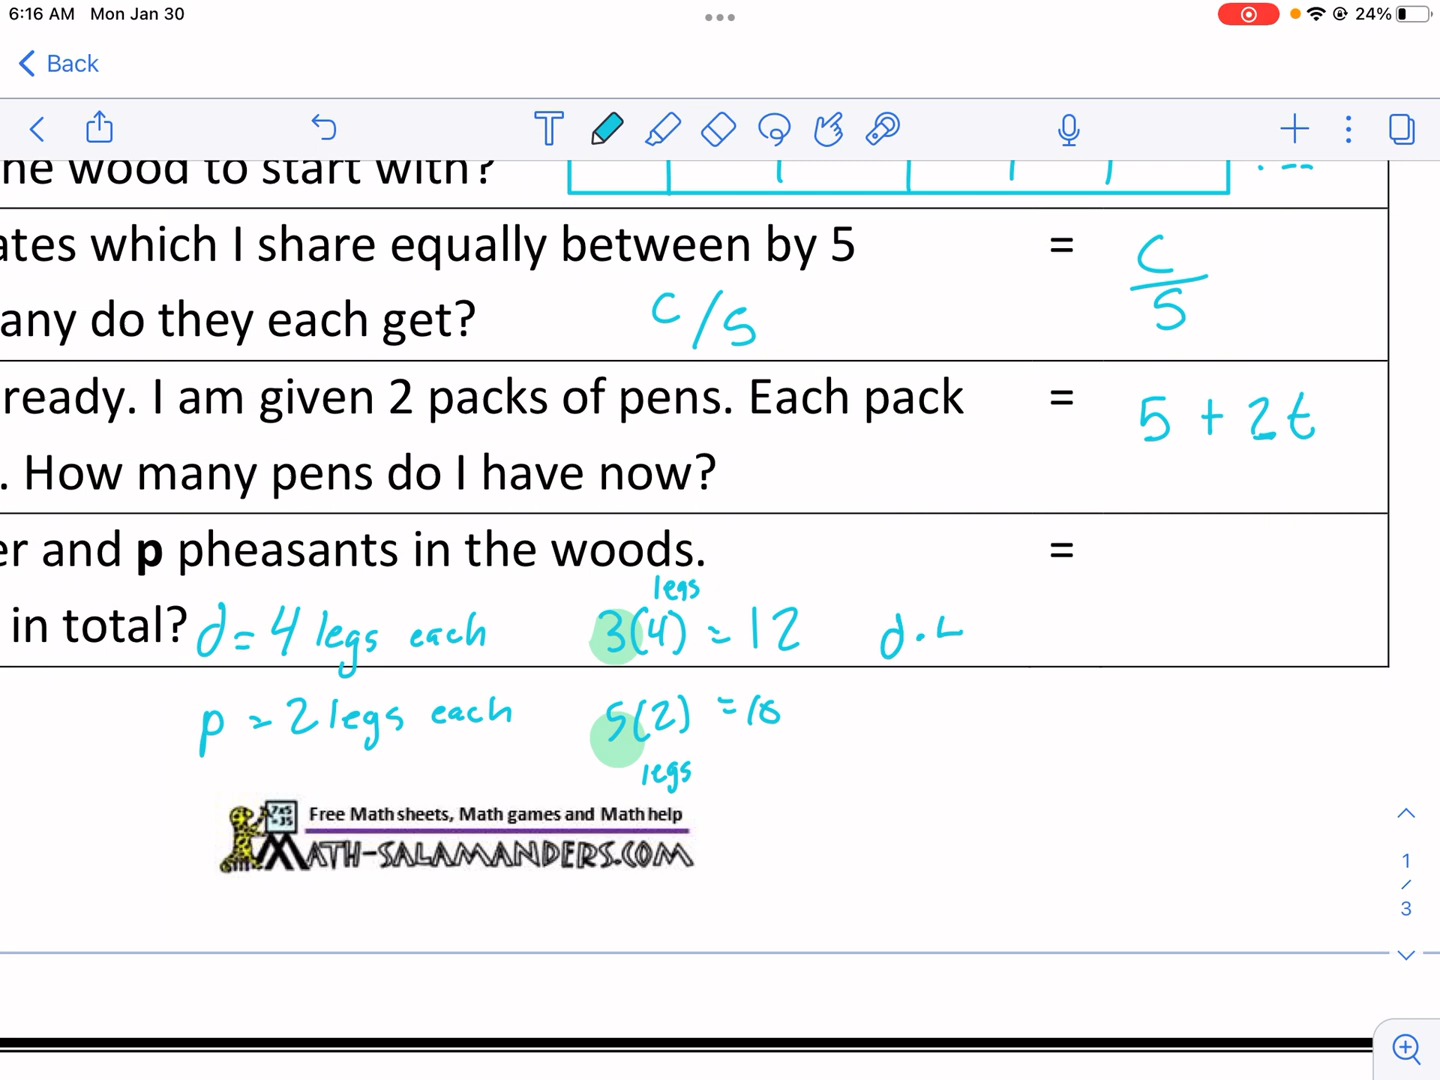 6:16 AM Mon Jan 30
24%
Back
T
he wood to start with?
ates which I share equally between by 5 = c/5
any do they each get? c/5
ready. I am given 2 packs of pens. Each pack = 5 + 2t
. How many pens do I have now?
er and p pheasants in the woods. =
legs
in total? d = 4 legs each 3(4) = 12
p = 2 legs each 5(2) = 10
legs
7x5
=35
Free Math sheets, Math games and Math help
MATH-SALAMANDERS.COM
1
/
3